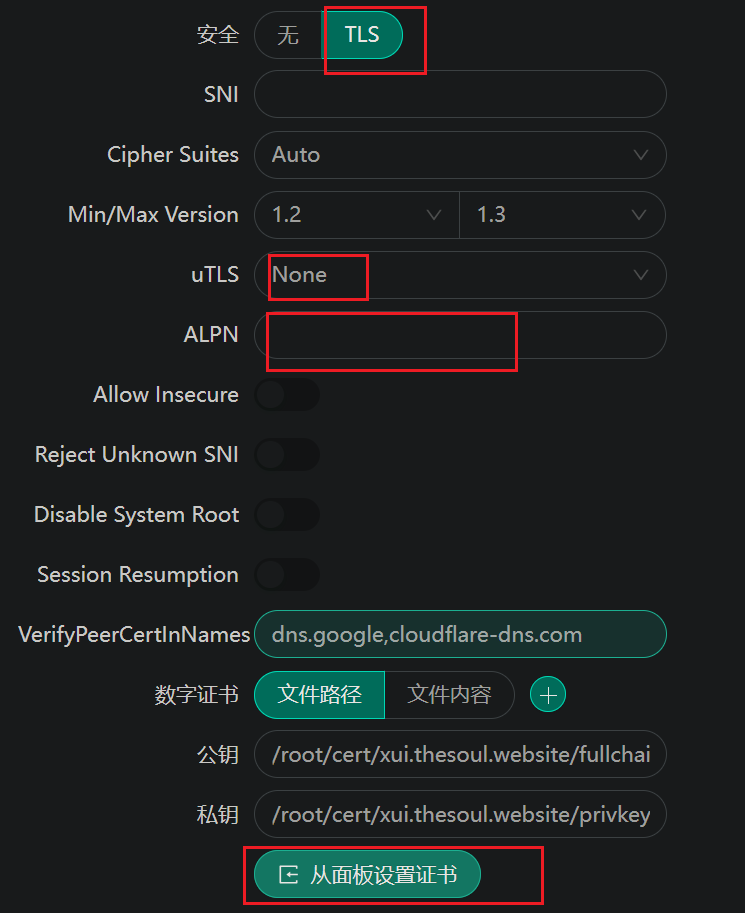 安全 无 TLS
SNI
Cipher Suites Auto
Min/Max Version 1.2 1.3
uTLS None
ALPN
Allow Insecure
Reject Unknown SNI
Disable System Root
Session Resumption
VerifyPeerCertInNames dns.google,cloudflare-dns.com
数字证书 文件路径 文件内容
公钥 /root/cert/xui.thesoul.website/fullchai
私钥 /root/cert/xui.thesoul.website/privkey
从面板设置证书